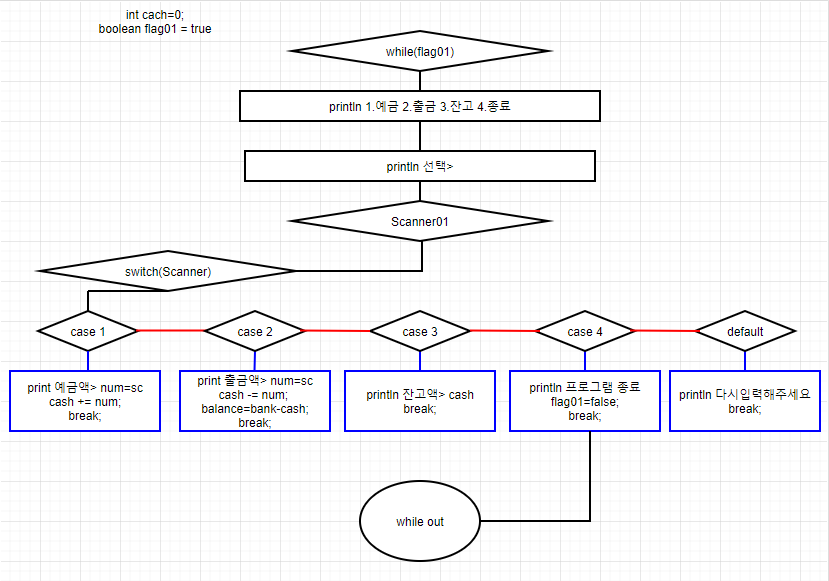 int cach=0;
boolean flag01 = true
while(flag01)
println 1.예금 2.출금 3.잔고 4.종료
println 선택>
Scanner01
switch(Scanner)
case 1
case 2
case 3
case 4
default
print 예금액> num=sc
cash += num;
break;
print 출금액> num=sc
cash -= num;
balance=bank-cash;
break;
println 잔고액> cash
break;
println 프로그램 종료
flag01=false;
break;
println 다시입력해주세요
break;
while out